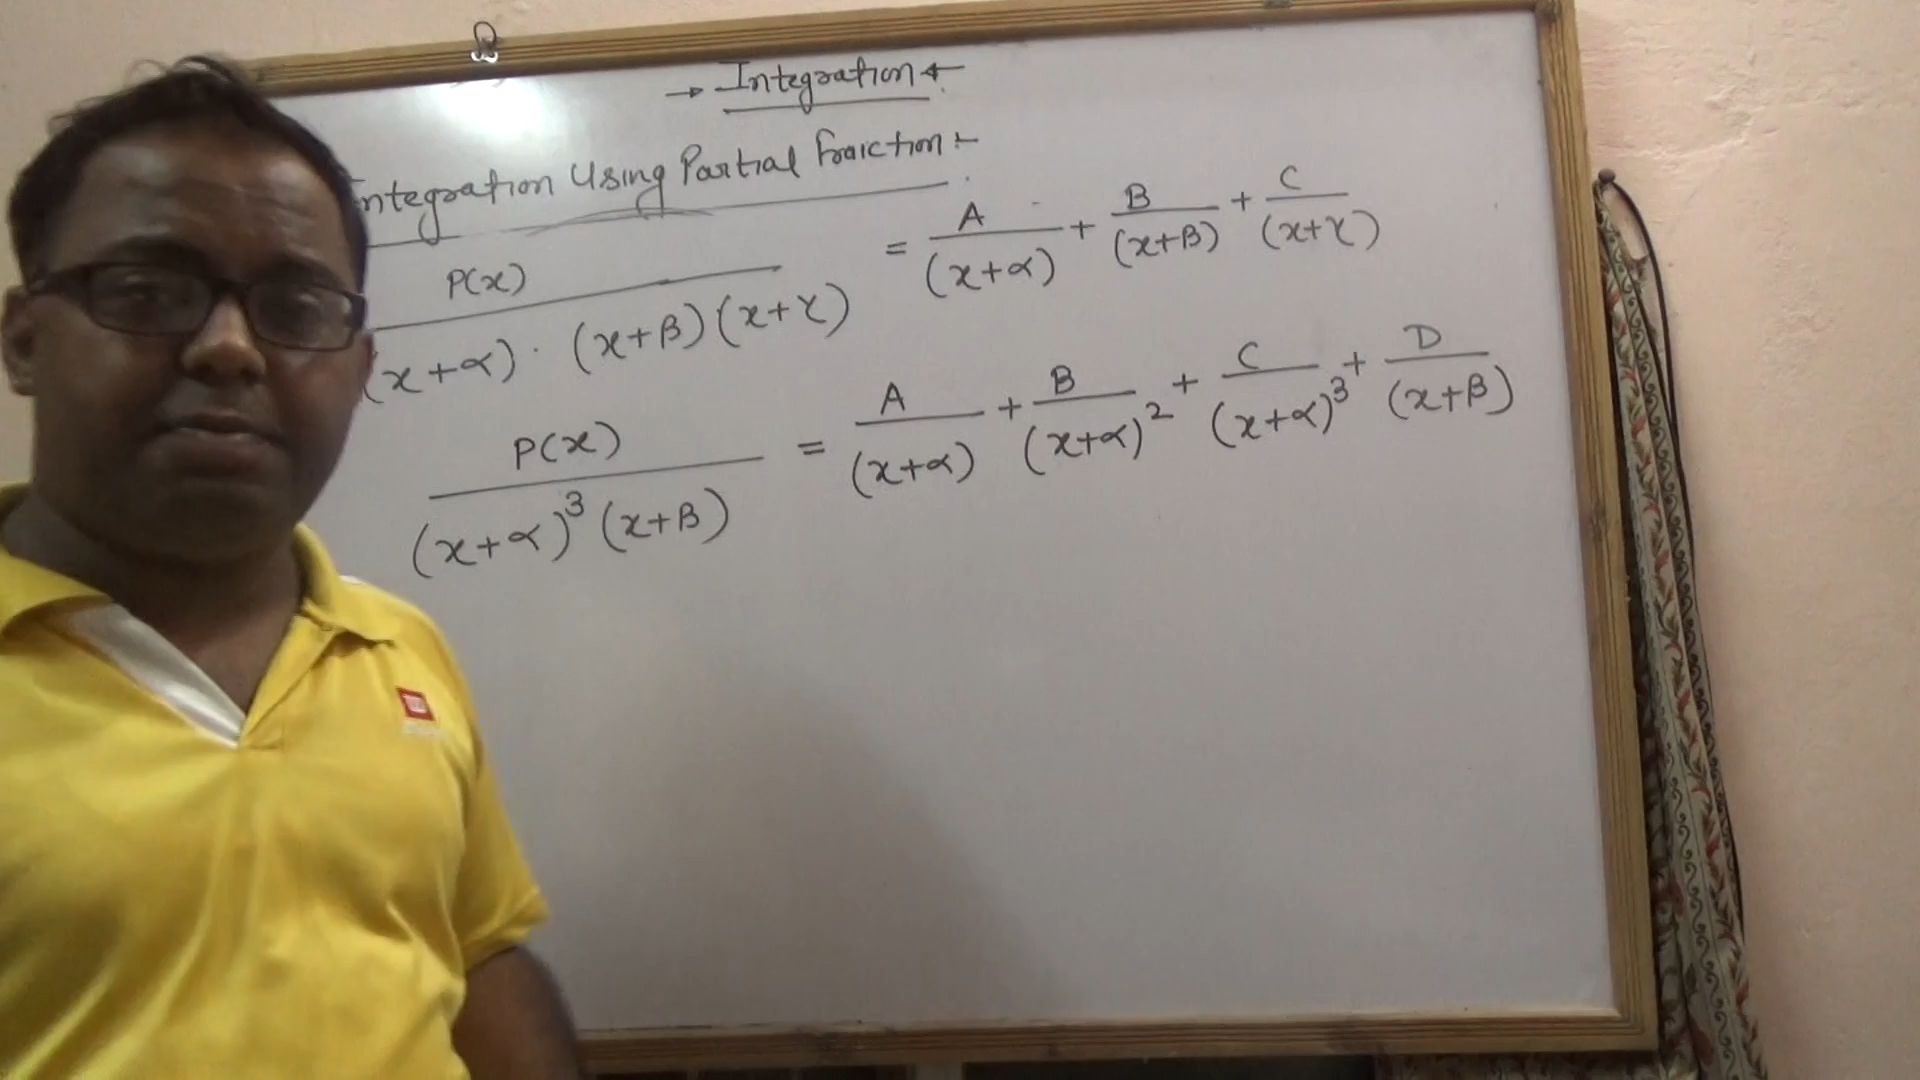 → Integration ←
Integration Using Partial Fraction :-
P(x) / (x+α) . (x+β) (x+γ) = A / (x+α) + B / (x+β) + C / (x+γ)
P(x) / (x+α)³ (x+β) = A / (x+α) + B / (x+α)² + C / (x+α)³ + D / (x+β)